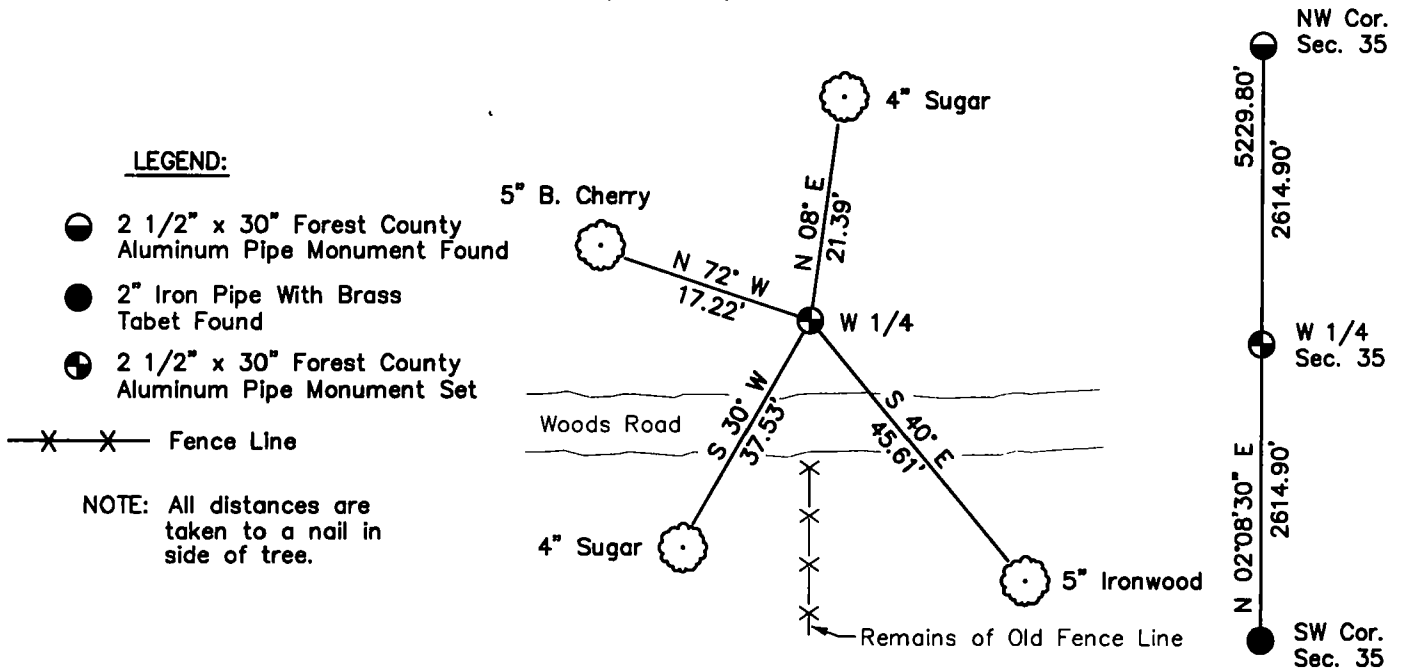 LEGEND:
2 1/2" x 30" Forest County
Aluminum Pipe Monument Found
2" Iron Pipe With Brass
Tabet Found
2 1/2" x 30" Forest County
Aluminum Pipe Monument Set
Fence Line
NOTE: All distances are
taken to a nail in
side of tree.
4" Sugar
5" B. Cherry
N 08° E
21.39'
N 72° W
17.22'
W 1/4
S 30° W
37.53'
S 40° E
45.61'
Woods Road
4" Sugar
5" Ironwood
Remains of Old Fence Line
NW Cor.
Sec. 35
5229.80'
2614.90'
W 1/4
Sec. 35
N 02°08'30" E
2614.90'
SW Cor.
Sec. 35